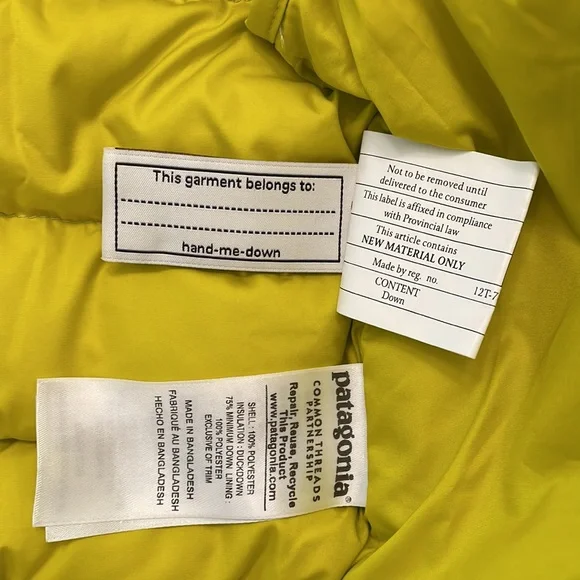 This garment belongs to:
hand-me-down
Not to be removed until
delivered to the consumer
This label is affixed in compliance
with Provincial law
This article contains
NEW MATERIAL ONLY
Made by reg. no. 12T-7
CONTENT
Down
patagonia®
COMMON THREADS
PARTNERSHIP
Repair, Reuse, Recycle
This Product
www.patagonia.com
SHELL: 100% POLYESTER
INSULATION : DUCKDOWN
75% MINIMUM DOWN LINING :
100% POLYESTER
EXCLUSIVE OF TRIM
MADE IN BANGLADESH
FABRIQUÉ AU BANGLADESH
HECHO EN BANGLADESH